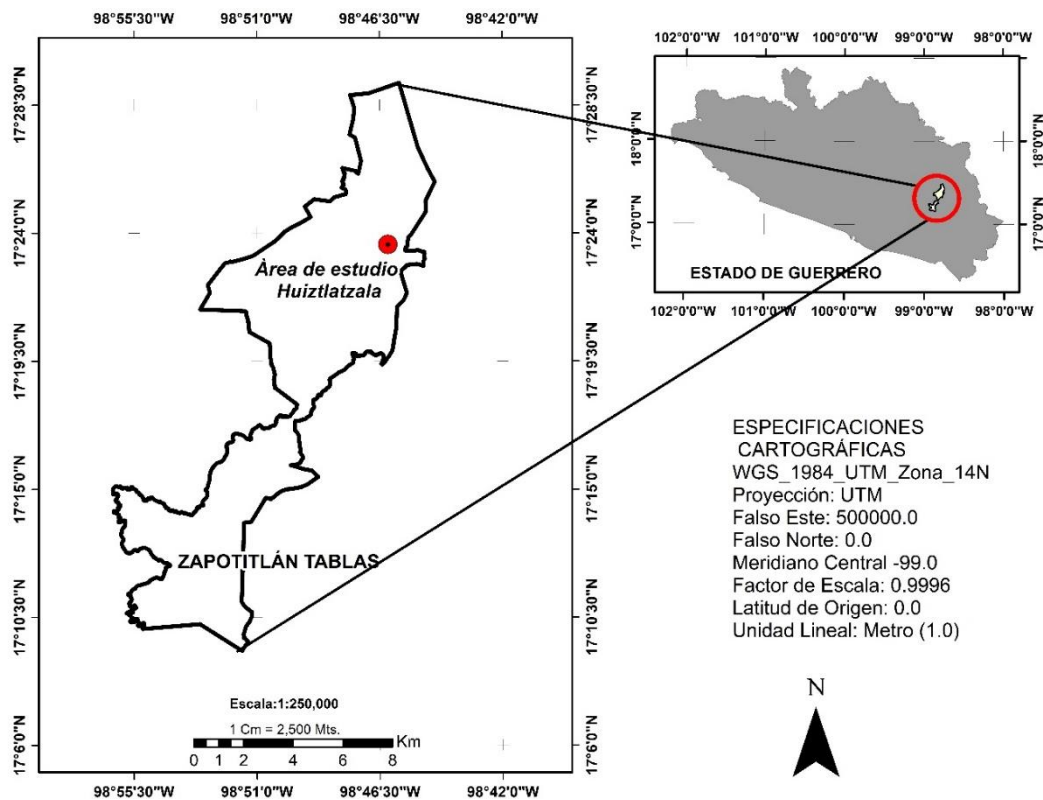 98°55'30"W 98°51'0"W 98°46'30"W 98°42'0"W
17°28'30"N 17°28'30"N
17°24'0"N 17°24'0"N
17°19'30"N 17°19'30"N
17°15'0"N 17°15'0"N
17°10'30"N 17°10'30"N
17°6'0"N 17°6'0"N
Àrea de estudio
Huiztlatzala
ZAPOTITLÁN TABLAS
Escala:1:250,000
1 Cm = 2,500 Mts.
0 1 2 4 6 8 Km
98°55'30"W 98°51'0"W 98°46'30"W 98°42'0"W
102°0'0"W 101°0'0"W 100°0'0"W 99°0'0"W 98°0'0"W
18°0'0"N 18°0'0"N
17°0'0"N 17°0'0"N
ESTADO DE GUERRERO
102°0'0"W 101°0'0"W 100°0'0"W 99°0'0"W 98°0'0"W
ESPECIFICACIONES
CARTOGRÁFICAS
WGS_1984_UTM_Zona_14N
Proyección: UTM
Falso Este: 500000.0
Falso Norte: 0.0
Meridiano Central -99.0
Factor de Escala: 0.9996
Latitud de Origen: 0.0
Unidad Lineal: Metro (1.0)
N